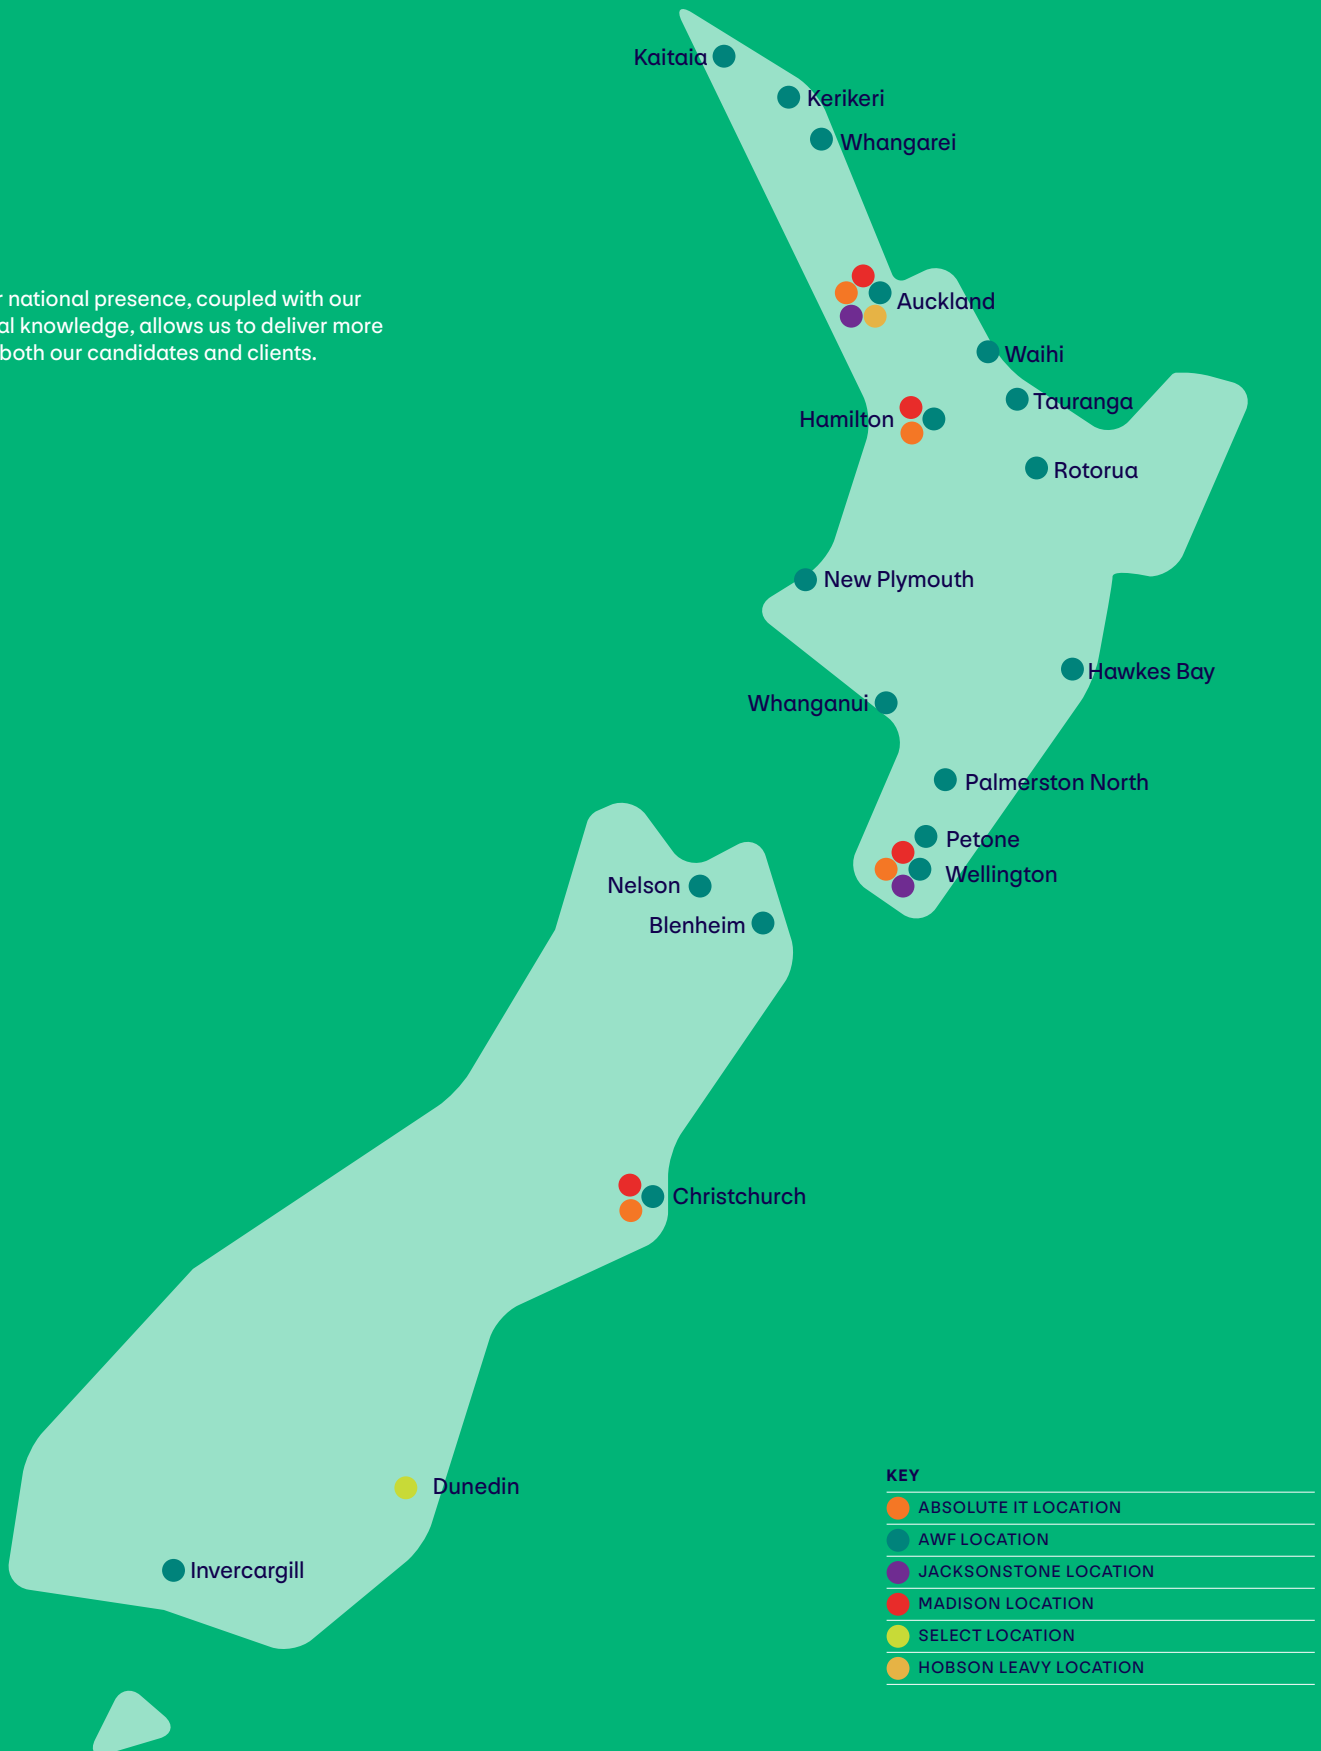 Kaitaia
Kerikeri
Whangarei
national presence, coupled with our
knowledge, allows us to deliver more
both our candidates and clients.
Auckland
Waihi
Tauranga
Hamilton
Rotorua
New Plymouth
Hawkes Bay
Whanganui
Palmerston North
Petone
Wellington
Nelson
Blenheim
Christchurch
Dunedin
Invercargill
KEY
ABSOLUTE IT LOCATION
AWF LOCATION
JACKSONSTONE LOCATION
MADISON LOCATION
SELECT LOCATION
HOBSON LEAVY LOCATION